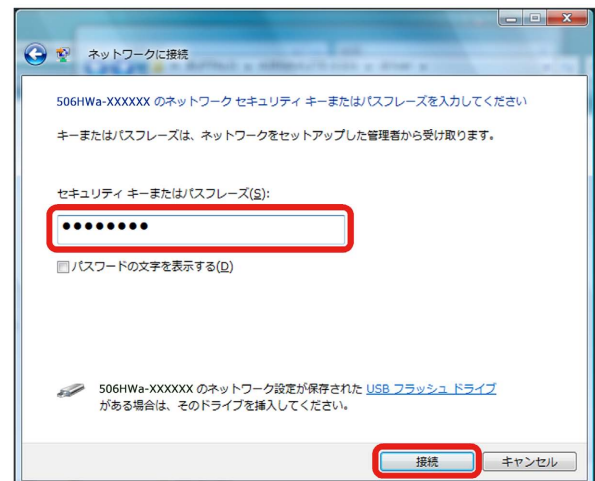 ネットワークに接続
506HWa-XXXXXX のネットワーク セキュリティ キーまたはパスフレーズを入力してください
キーまたはパスフレーズは、ネットワークをセットアップした管理者から受け取ります。
セキュリティ キーまたはパスフレーズ(S):
●●●●●●●●
パスワードの文字を表示する(D)
506HWa-XXXXXX のネットワーク設定が保存された USB フラッシュ ドライブ
がある場合は、そのドライブを挿入してください。
接続 キャンセル